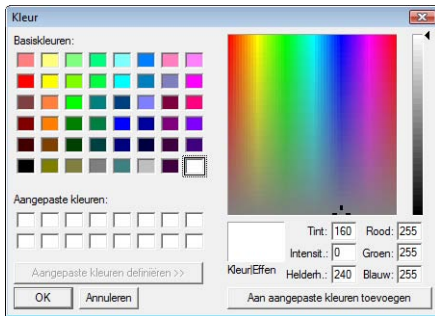 Kleur
Basiskleuren:
Aangepaste kleuren:
Aangepaste kleuren definiëren >>
OK
Annuleren
Kleur|Effen
Tint: 160
Rood: 255
Intensit.: 0
Groen: 255
Helderh.: 240
Blauw: 255
Aan aangepaste kleuren toevoegen